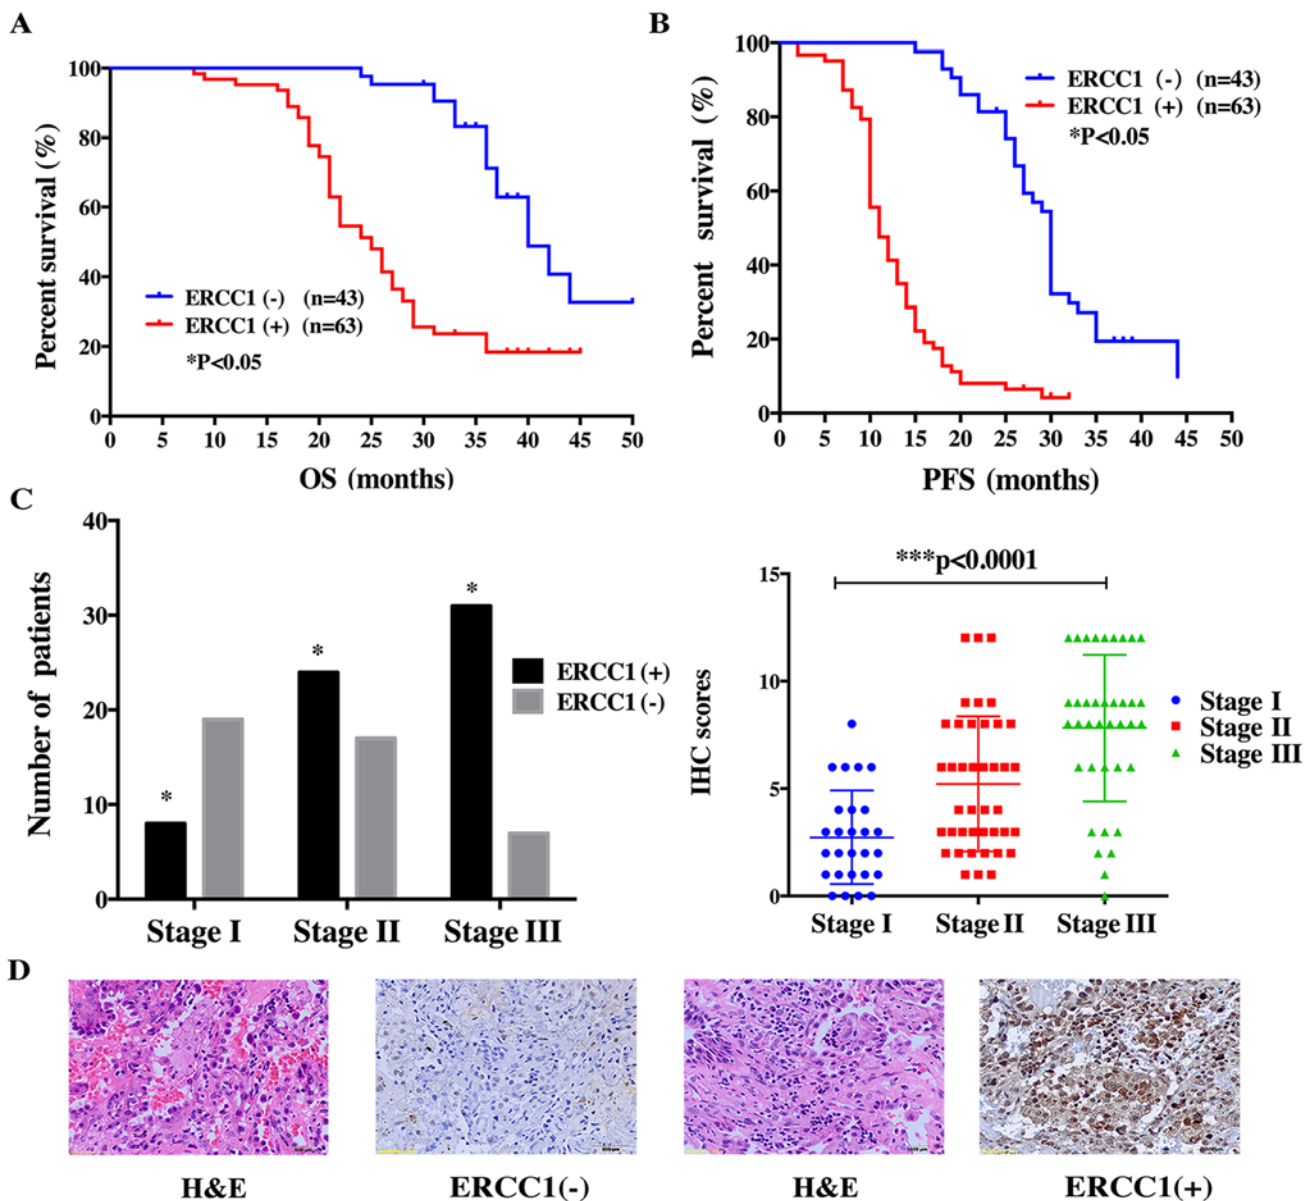 A
Percent survival (%)
100
80
60
40
20
0
ERCC1 (-) (n=43)
ERCC1 (+) (n=63)
*P<0.05
0 5 10 15 20 25 30 35 40 45 50
OS (months)
B
Percent survival (%)
100
80
60
40
20
0
ERCC1 (-) (n=43)
ERCC1 (+) (n=63)
*P<0.05
0 5 10 15 20 25 30 35 40 45 50
PFS (months)
C
Number of patients
40
30
20
10
0
*
*
*
ERCC1 (+)
ERCC1 (-)
Stage I Stage II Stage III
***p<0.0001
IHC scores
15
10
5
0
Stage I
Stage II
Stage III
Stage I Stage II Stage III
D
H&E ERCC1(-) H&E ERCC1(+)